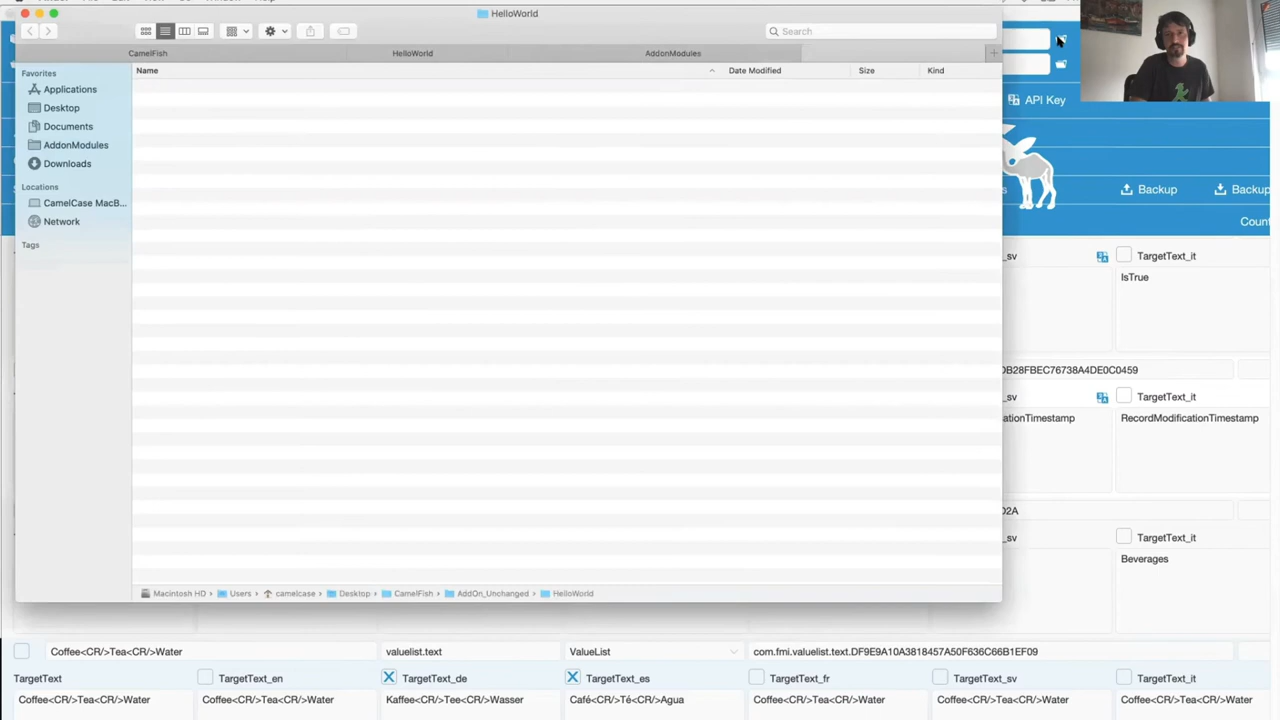 HelloWorld
Search
CamelFish
HelloWorld
AddonModules
Favorites
Name
Date Modified
Size
Kind
Applications
Desktop
Documents
AddonModules
Downloads
Locations
CamelCase MacB...
Network
Tags
API Key
Backup
Backup
Count
_sv
TargetText_it
IsTrue
DB28FBEC76738A4DE0C0459
_sv
TargetText_it
ationTimestamp
RecordModificationTimestamp
D2A
_sv
TargetText_it
Beverages
Macintosh HD › Users › camelcase › Desktop › CamelFish › AddOn_Unchanged › HelloWorld
Coffee<CR/>Tea<CR/>Water
valuelist.text
ValueList
com.fmi.valuelist.text.DF9E9A10A3818457A50F636C66B1EF09
TargetText
TargetText_en
TargetText_de
TargetText_es
TargetText_fr
TargetText_sv
TargetText_it
Coffee<CR/>Tea<CR/>Water
Coffee<CR/>Tea<CR/>Water
Kaffee<CR/>Tee<CR/>Wasser
Café<CR/>Té<CR/>Agua
Coffee<CR/>Tea<CR/>Water
Coffee<CR/>Tea<CR/>Water
Coffee<CR/>Tea<CR/>Water